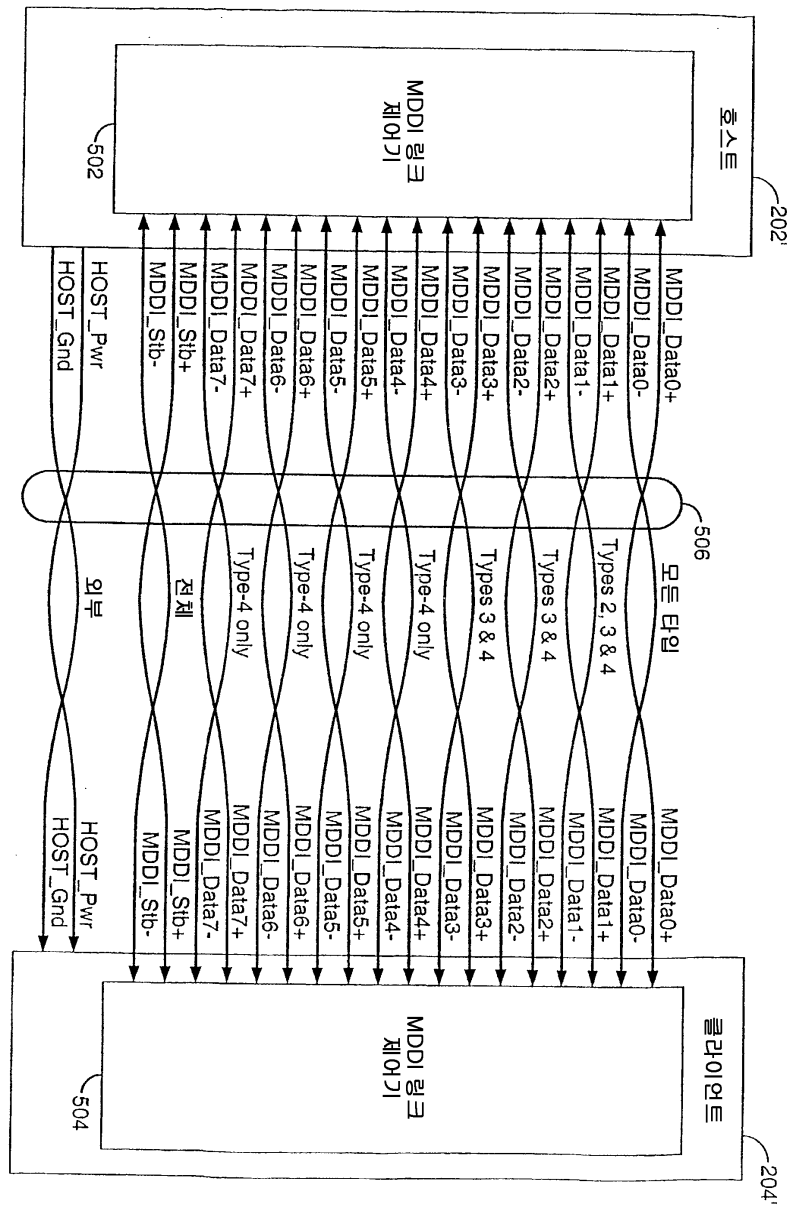 호스트
202'
MDDI 링크
제어기
502
MDDI_Data0+
MDDI_Data0-
MDDI_Data1+
MDDI_Data1-
MDDI_Data2+
MDDI_Data2-
MDDI_Data3+
MDDI_Data3-
MDDI_Data4+
MDDI_Data4-
MDDI_Data5+
MDDI_Data5-
MDDI_Data6+
MDDI_Data6-
MDDI_Data7+
MDDI_Data7-
MDDI_Stb+
MDDI_Stb-
HOST_Pwr
HOST_Gnd
506
모든 타입
Types 2, 3 & 4
Types 3 & 4
Types 3 & 4
Type-4 only
Type-4 only
Type-4 only
Type-4 only
전체
외부
MDDI_Data0+
MDDI_Data0-
MDDI_Data1+
MDDI_Data1-
MDDI_Data2+
MDDI_Data2-
MDDI_Data3+
MDDI_Data3-
MDDI_Data4+
MDDI_Data4-
MDDI_Data5+
MDDI_Data5-
MDDI_Data6+
MDDI_Data6-
MDDI_Data7+
MDDI_Data7-
MDDI_Stb+
MDDI_Stb-
HOST_Pwr
HOST_Gnd
클라이언트
204'
MDDI 링크
제어기
504